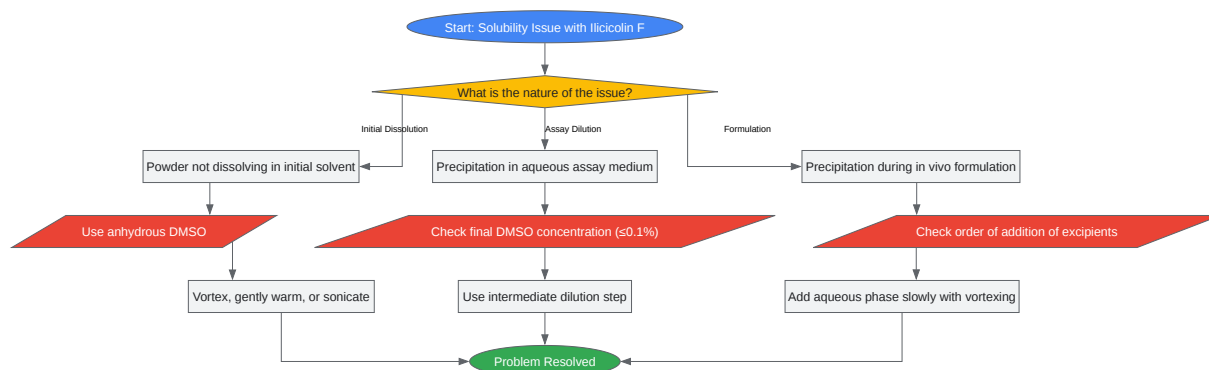 Start: Solubility Issue with Ilicicolin F
What is the nature of the issue?
Initial Dissolution
Assay Dilution
Formulation
Powder not dissolving in initial solvent
Precipitation in aqueous assay medium
Precipitation during in vivo formulation
Use anhydrous DMSO
Check final DMSO concentration (≤0.1%)
Check order of addition of excipients
Vortex, gently warm, or sonicate
Use intermediate dilution step
Add aqueous phase slowly with vortexing
Problem Resolved